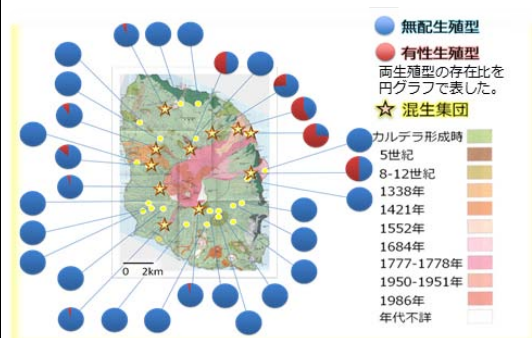 無配生殖型
有性生殖型
両生殖型の存在比を
円グラフで表した。
混生集団
カルデラ形成時
5世紀
8-12世紀
1338年
1421年
1552年
1684年
1777-1778年
1950-1951年
1986年
年代不詳
0 2km